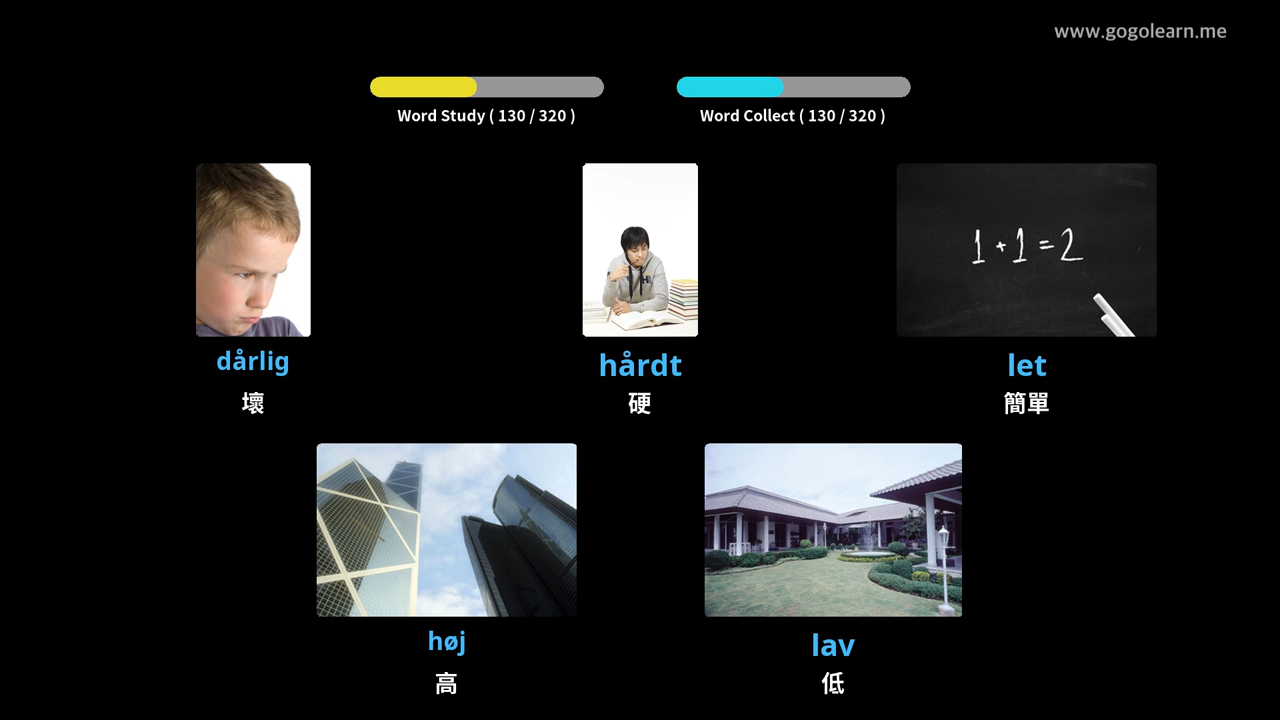 www.gogolearn.me
Word Study ( 130 / 320 )
Word Collect ( 130 / 320 )
1 + 1 = 2
dårlig
壞
hårdt
硬
let
簡單
høj
高
lav
低